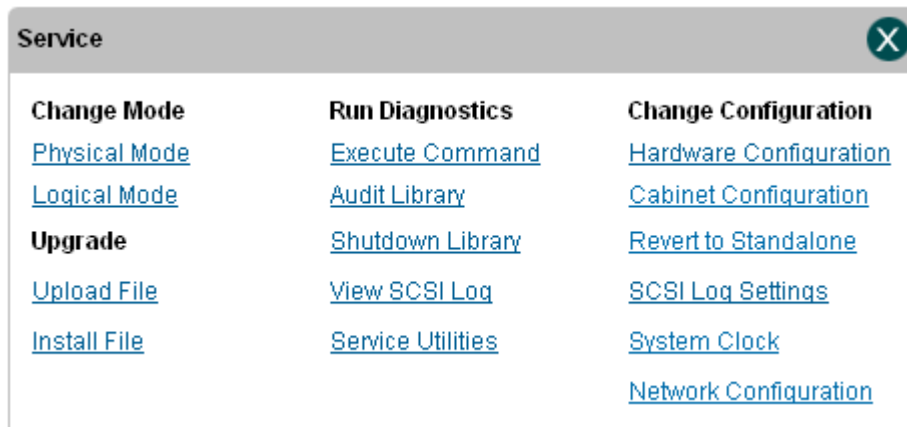 Service
X
Change Mode
Physical Mode
Logical Mode
Upgrade
Upload File
Install File
Run Diagnostics
Execute Command
Audit Library
Shutdown Library
View SCSI Log
Service Utilities
Change Configuration
Hardware Configuration
Cabinet Configuration
Revert to Standalone
SCSI Log Settings
System Clock
Network Configuration